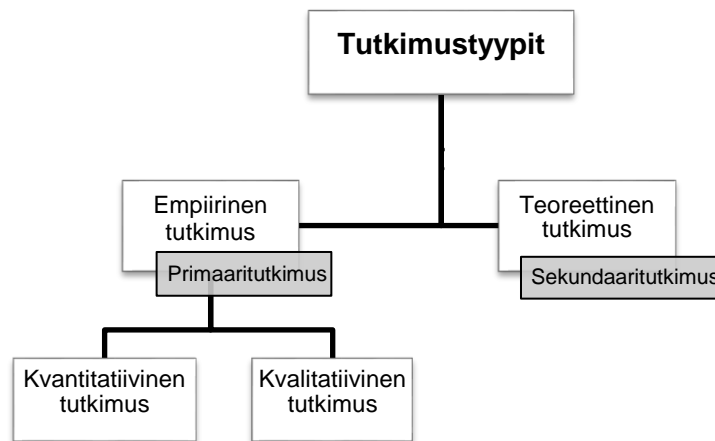 Tutkimustyypit
Empiirinen
tutkimus
Primaaritutkimus
Teoreettinen
tutkimus
Sekundaaritutkimus
Kvantitatiivinen
tutkimus
Kvalitatiivinen
tutkimus